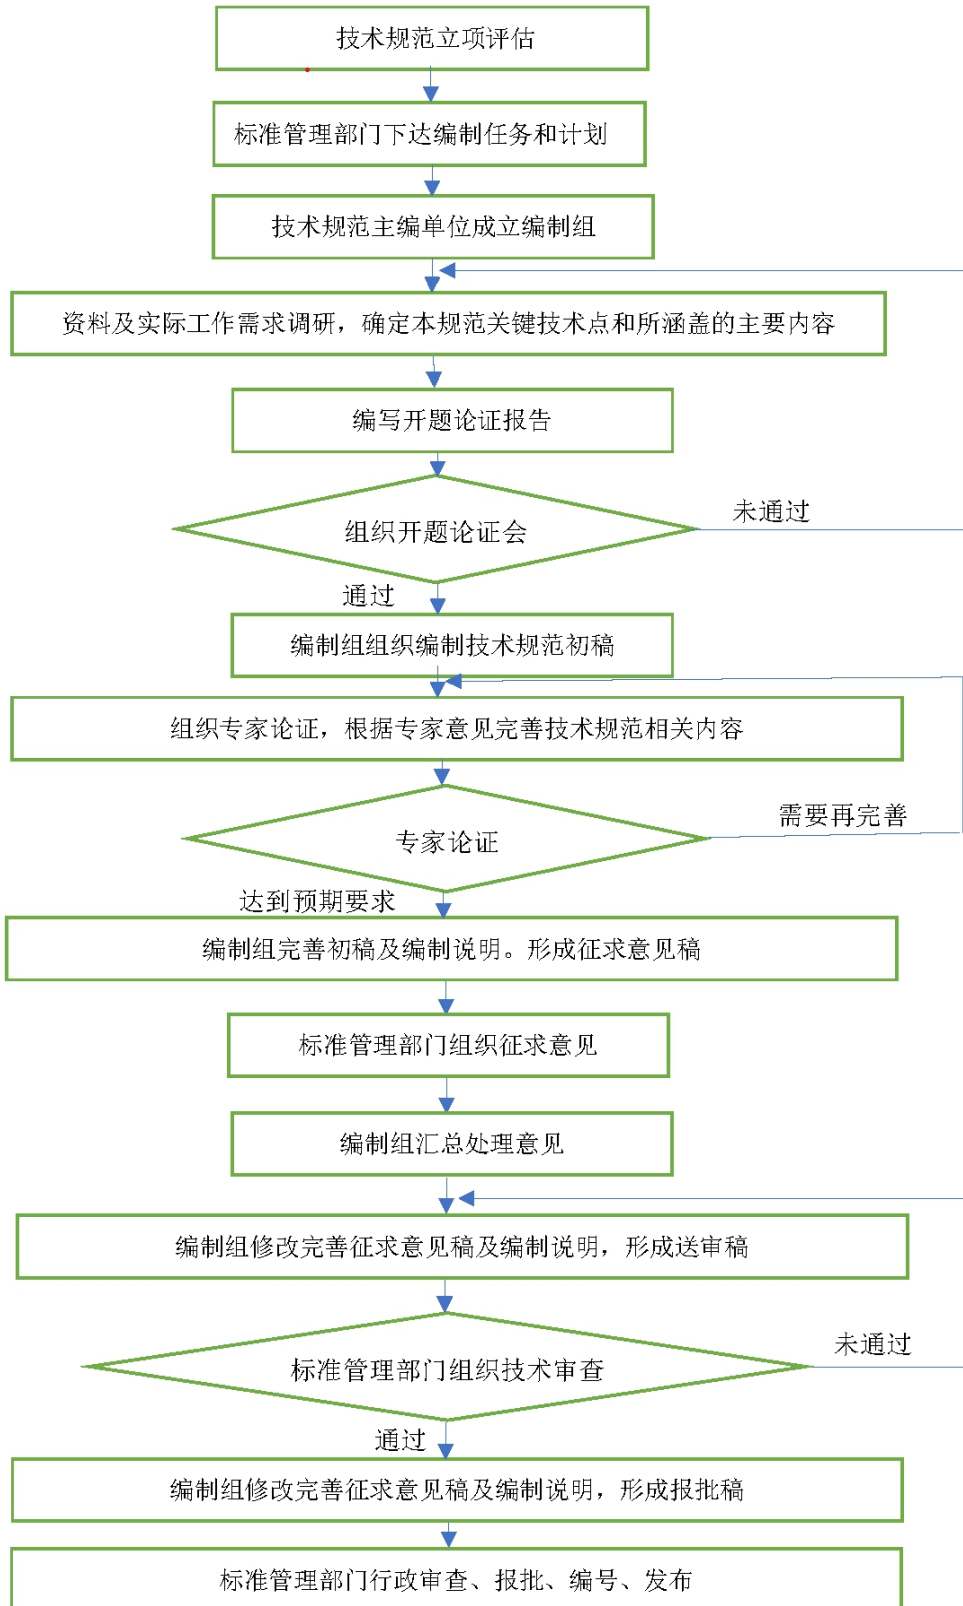 技术规范立项评估
标准管理部门下达编制任务和计划
技术规范主编单位成立编制组
资料及实际工作需求调研，确定本规范关键技术点和所涵盖的主要内容
编写开题论证报告
组织开题论证会
未通过
通过
编制组组织编制技术规范初稿
组织专家论证，根据专家意见完善技术规范相关内容
需要再完善
专家论证
达到预期要求
编制组完善初稿及编制说明。形成征求意见稿
标准管理部门组织征求意见
编制组汇总处理意见
编制组修改完善征求意见稿及编制说明，形成送审稿
未通过
标准管理部门组织技术审查
通过
编制组修改完善征求意见稿及编制说明，形成报批稿
标准管理部门行政审查、报批、编号、发布